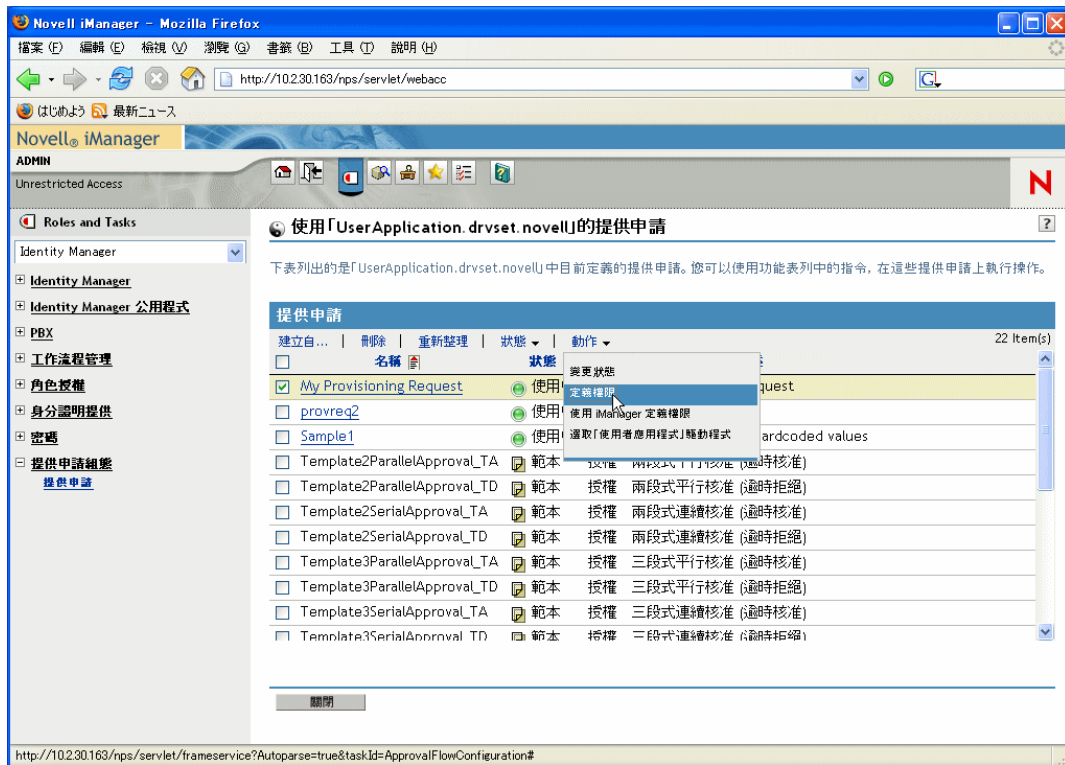 Novell iManager - Mozilla Firefox
檔案 (F) 編輯 (E) 檢視 (V) 瀏覽 (G) 書籤 (B) 工具 (T) 說明 (H)
http://10.2.30.163/nps/servlet/webacc
G
はじめよう 最新ニュース
Novell® iManager
ADMIN
Unrestricted Access
N
Roles and Tasks
Identity Manager
Identity Manager
Identity Manager 公用程式
PBX
工作流程管理
角色授權
身分證明提供
密碼
提供申請組態
提供申請
使用「UserApplication.drvset.novell」的提供申請
?
下表列出的是「UserApplication.drvset.novell」中目前定義的提供申請。您可以使用功能表列中的指令，在這些提供申請上執行操作。
提供申請
建立自... | 刪除 | 重新整理 | 狀態 | 動作
22 Item(s)
名稱 狀態
變更狀態
定義權限
使用 iManager 定義權限
選取「使用者應用程式」驅動程式
My Provisioning Request 使用 quest
provreq2 使用
Sample1 使用 ardcoded values
Template2ParallelApproval_TA 範本 授權 兩段式平行核准 (逾時核准)
Template2ParallelApproval_TD 範本 授權 兩段式平行核准 (逾時拒絕)
Template2SerialApproval_TA 範本 授權 兩段式連續核准 (逾時核准)
Template2SerialApproval_TD 範本 授權 兩段式連續核准 (逾時拒絕)
Template3ParallelApproval_TA 範本 授權 三段式平行核准 (逾時核准)
Template3ParallelApproval_TD 範本 授權 三段式平行核准 (逾時拒絕)
Template3SerialApproval_TA 範本 授權 三段式連續核准 (逾時核准)
Template3SerialApproval_TD 範本 授權 三段式連續核准 (逾時拒絕)
關閉
http://10.2.30.163/nps/servlet/frameservice?Autoparse=true&taskId=ApprovalFlowConfiguration#